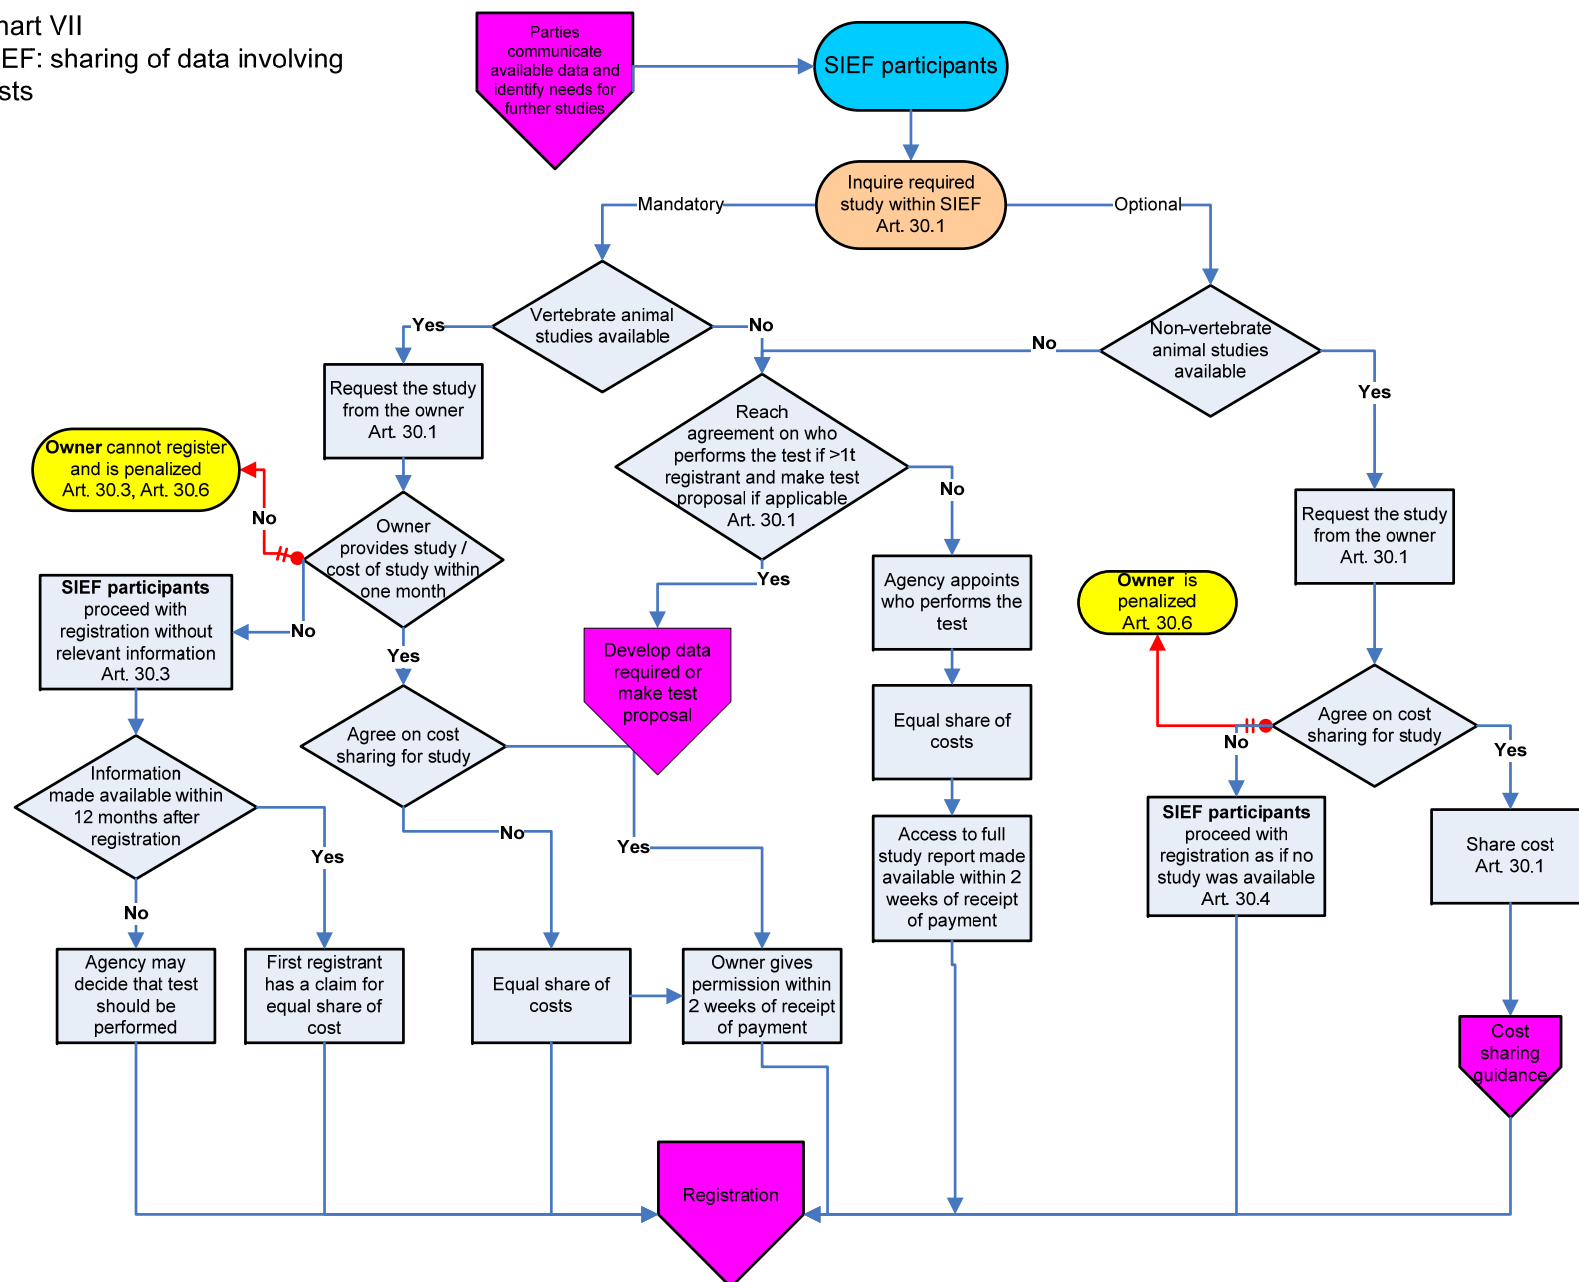 hart VII
EF: sharing of data involving
sts
Parties
communicate
available data and
identify needs for
further studies
SIEF participants
Inquire required
study within SIEF
Art. 30.1
Mandatory
Optional
Vertebrate animal
studies available
Yes
No
Non–vertebrate
animal studies
available
No
Yes
Request the study
from the owner
Art. 30.1
Reach
agreement on who
performs the test if >1t
registrant and make test
proposal if applicable
Art. 30.1
No
Yes
Owner cannot register
and is penalized
Art. 30.3, Art. 30.6
No
Owner
provides study /
cost of study within
one month
No
Yes
SIEF participants
proceed with
registration without
relevant information
Art. 30.3
Agency appoints
who performs the
test
Request the study
from the owner
Art. 30.1
Owner is
penalized
Art. 30.6
Develop data
required or
make test
proposal
Agree on cost
sharing for study
No
Yes
Equal share of
costs
Agree on cost
sharing for study
No
Yes
Information
made available within
12 months after
registration
No
Yes
Access to full
study report made
available within 2
weeks of receipt
of payment
SIEF participants
proceed with
registration as if no
study was available
Art. 30.4
Share cost
Art. 30.1
Agency may
decide that test
should be
performed
First registrant
has a claim for
equal share of
cost
Equal share of
costs
Owner gives
permission within
2 weeks of receipt
of payment
Cost
sharing
guidance
Registration